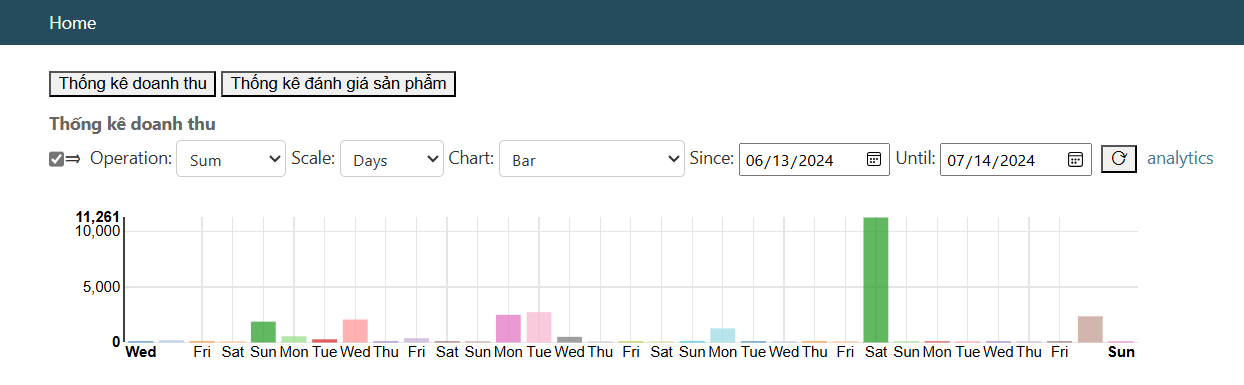 Home
Thống kê doanh thu Thống kê đánh giá sản phẩm
Thống kê doanh thu
⇒ Operation: Sum Scale: Days Chart: Bar Since: 06/13/2024 Until: 07/14/2024 analytics
11,261
10,000
5,000
0
Wed Fri Sat Sun Mon Tue Wed Thu Fri Sat Sun Mon Tue Wed Thu Fri Sat Sun Mon Tue Wed Thu Fri Sat Sun Mon Tue Wed Thu Fri Sun